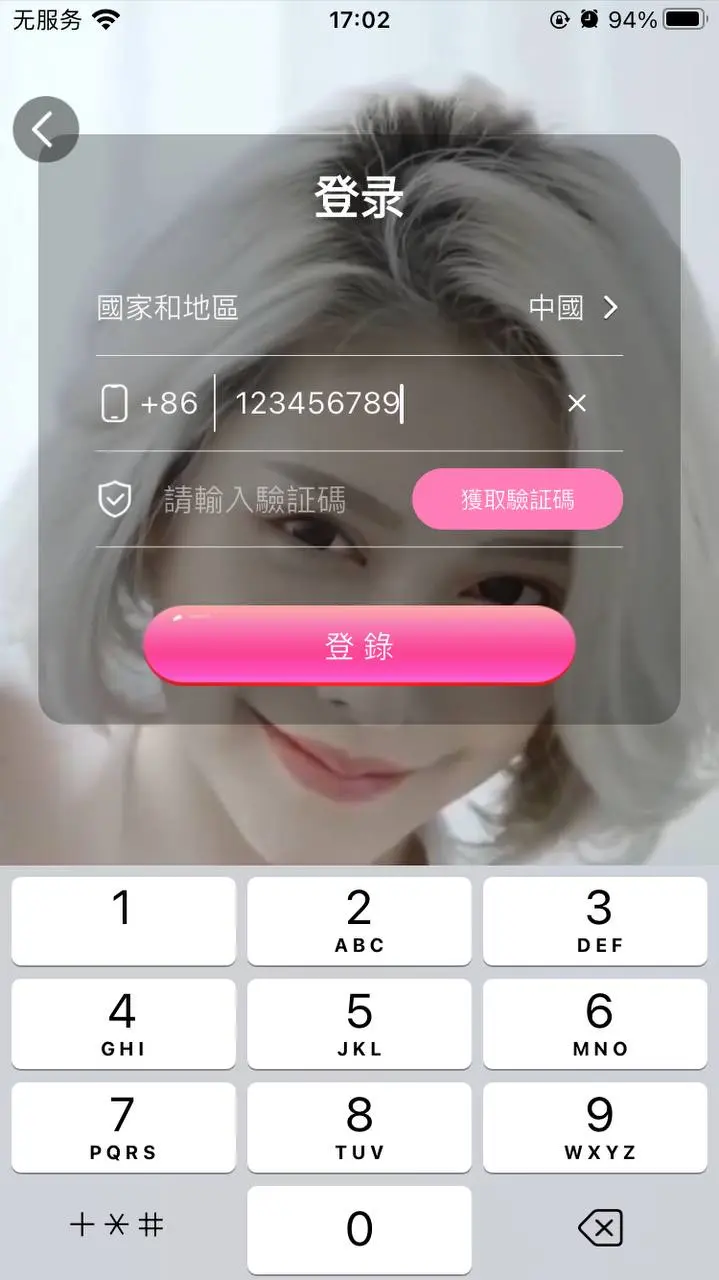 无服务 17:02 94%
登录
國家和地區 中國
+86 123456789
請輸入驗証碼 獲取驗証碼
登錄
1 2 3
ABC DEF
4 5 6
GHI JKL MNO
7 8 9
PQRS TUV WXYZ
+*# 0